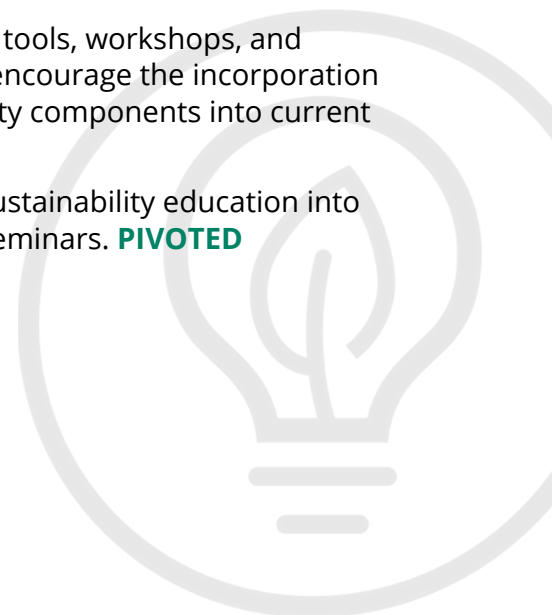 tools, workshops, and
encourage the incorporation
ty components into current
ustainability education into
eminars. PIVOTED